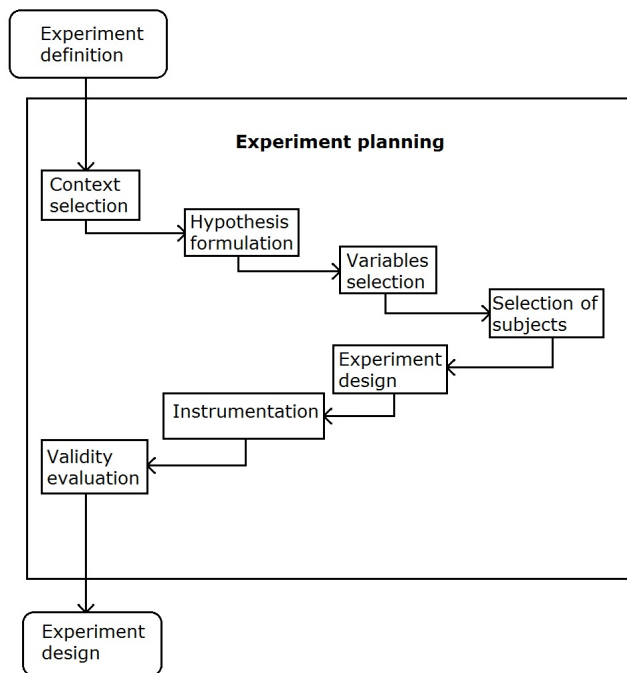 Experiment
definition
Experiment planning
Context
selection
Hypothesis
formulation
Variables
selection
Selection of
subjects
Experiment
design
Instrumentation
Validity
evaluation
Experiment
design